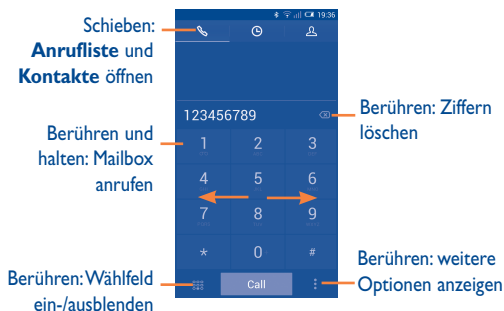 Schieben:
Anrufliste und
Kontakte öffnen
19:36
123456789
Berühren: Ziffern
löschen
Berühren und
halten: Mailbox
anrufen
1 2 3
4 5 6
7 8 9
* 0 #
Call
Berühren: weitere
Optionen anzeigen
Berühren: Wählfeld
ein-/ausblenden